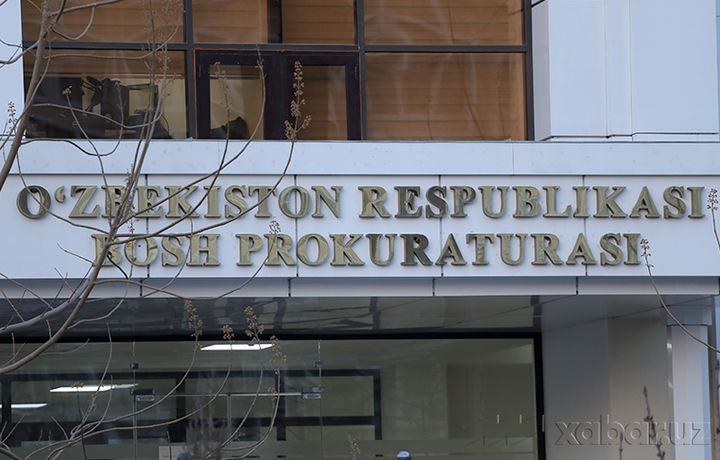 O‘ZBEKISTON RESPUBLIKASI
BOSH PROKURATURASI
xabar.uz